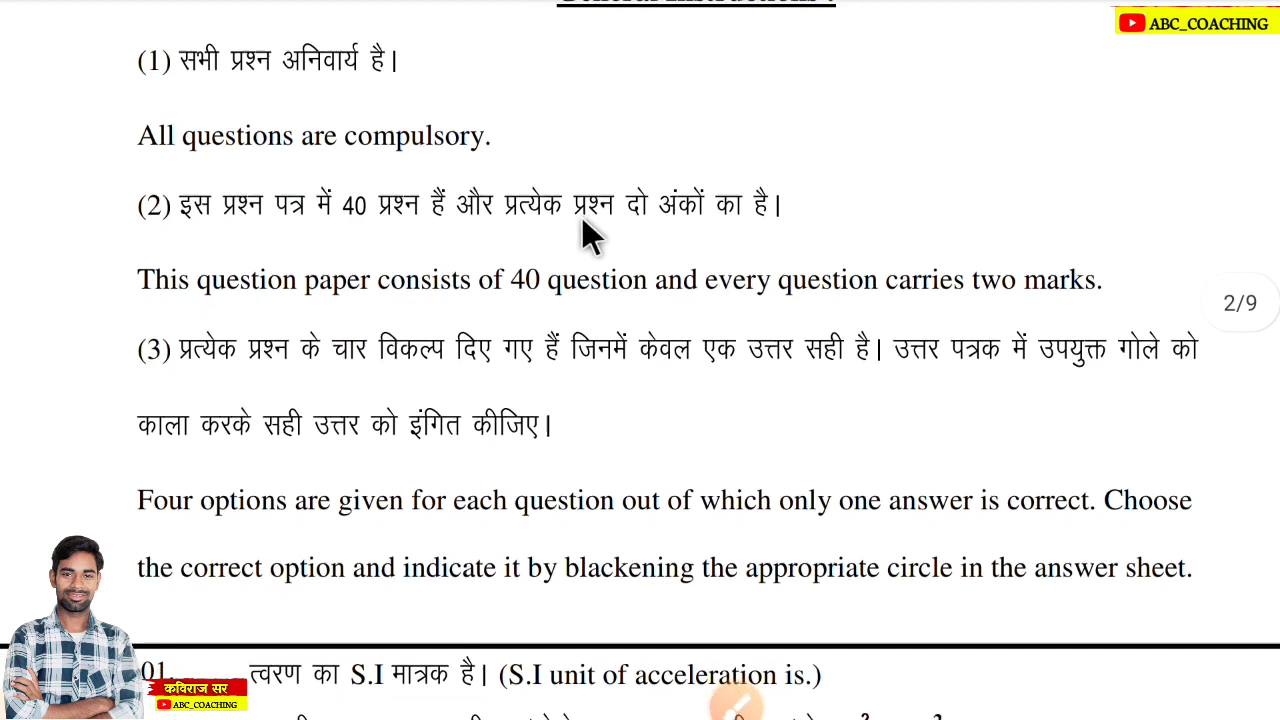 General Instructions :
ABC_COACHING
(1) सभी प्रश्न अनिवार्य है।
All questions are compulsory.
(2) इस प्रश्न पत्र में 40 प्रश्न हैं और प्रत्येक प्रश्न दो अंकों का है।
This question paper consists of 40 question and every question carries two marks.
2/9
(3) प्रत्येक प्रश्न के चार विकल्प दिए गए हैं जिनमें केवल एक उत्तर सही है। उत्तर पत्रक में उपयुक्त गोले को
काला करके सही उत्तर को इंगित कीजिए।
Four options are given for each question out of which only one answer is correct. Choose
the correct option and indicate it by blackening the appropriate circle in the answer sheet.
01. त्वरण का S.I मात्रक है। (S.I unit of acceleration is.)
कविराज सर
ABC_COACHING